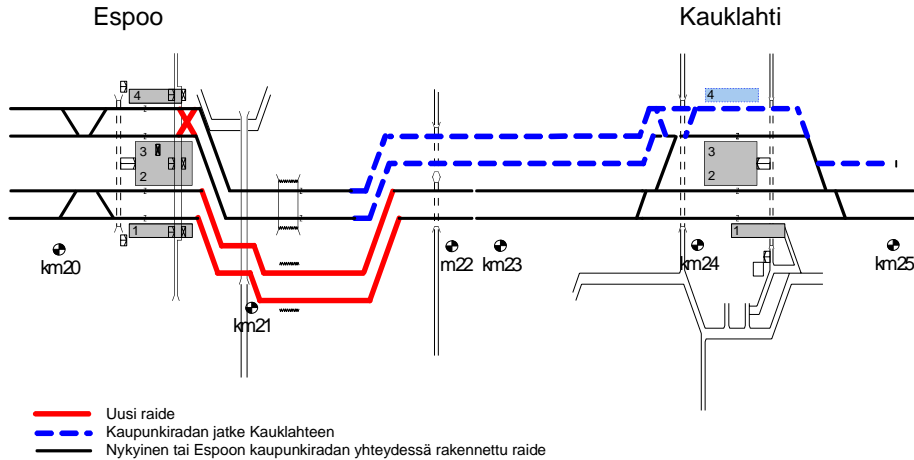 Espoo
Kauklahti
4
3
2
1
4
3
2
1
km20
km21
m22
km23
km24
km25
Uusi raide
Kaupunkiradan jatke Kauklahteen
Nykyinen tai Espoon kaupunkiradan yhteydessä rakennettu raide